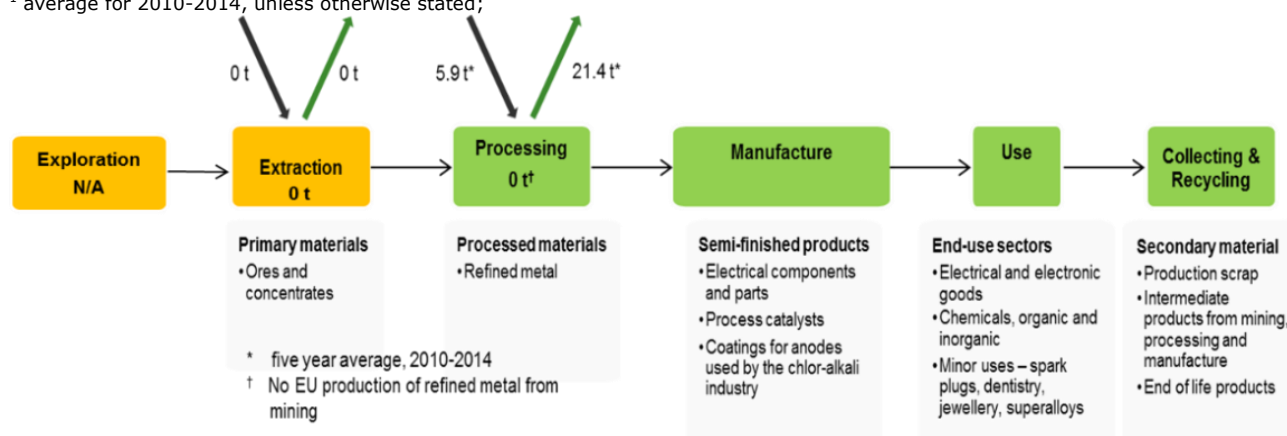 ¹ average for 2010-2014, unless otherwise stated;
0 t
0 t
5.9 t*
21.4 t*
Exploration
N/A
Extraction
0 t
Processing
0 t†
Manufacture
Use
Collecting &
Recycling
Primary materials
•Ores and
concentrates
Processed materials
•Refined metal
* five year average, 2010-2014
† No EU production of refined metal from
mining
Semi-finished products
•Electrical components
and parts
•Process catalysts
•Coatings for anodes
used by the chlor-alkali
industry
End-use sectors
•Electrical and electronic
goods
•Chemicals, organic and
inorganic
•Minor uses – spark
plugs, dentistry,
jewellery, superalloys
Secondary material
•Production scrap
•Intermediate
products from mining,
processing and
manufacture
•End of life products